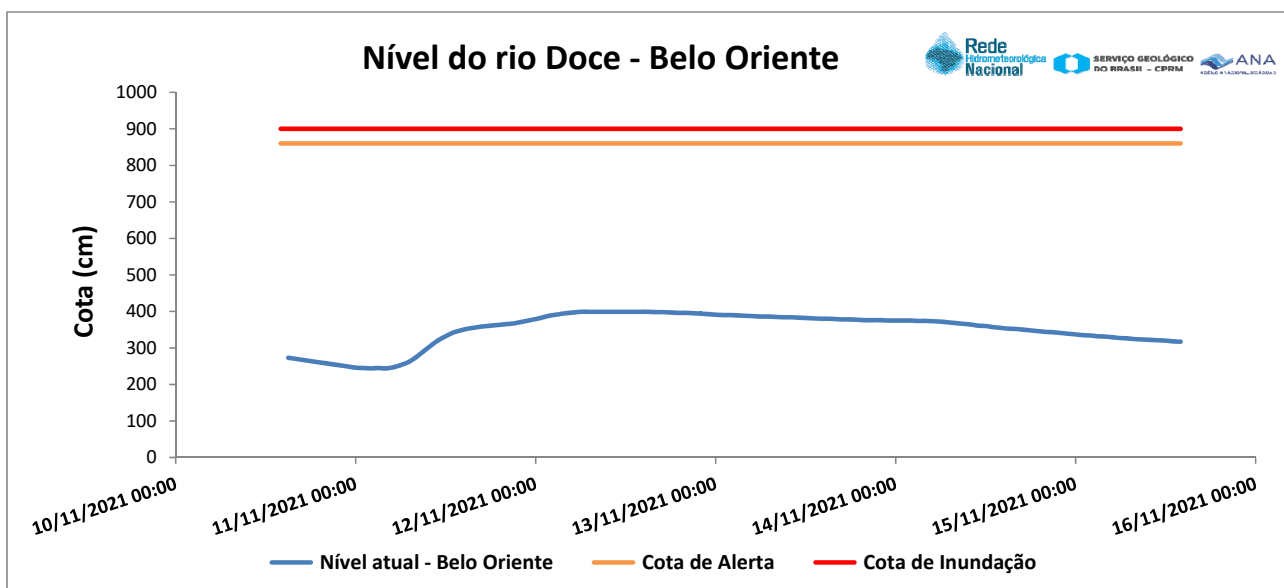 Nível do rio Doce - Belo Oriente
Rede
Hidrometeorológica
Nacional
SERVIÇO GEOLÓGICO
DO BRASIL – CPRM
ANA
Cota (cm)
1000
900
800
700
600
500
400
300
200
100
0
10/11/2021 00:00
11/11/2021 00:00
12/11/2021 00:00
13/11/2021 00:00
14/11/2021 00:00
15/11/2021 00:00
16/11/2021 00:00
Nível atual - Belo Oriente
Cota de Alerta
Cota de Inundação